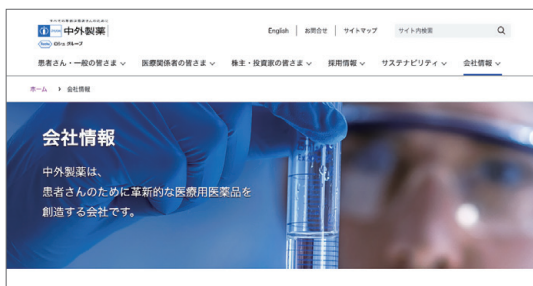 中外製薬
Roche ロシュ グループ
English お問合せ サイトマップ サイト内検索
患者さん・一般の皆さま 医療関係者の皆さま 株主・投資家の皆さま 採用情報 サステナビリティ 会社情報
ホーム › 会社情報
会社情報
中外製薬は、
患者さんのために革新的な医療用医薬品を
創造する会社です。